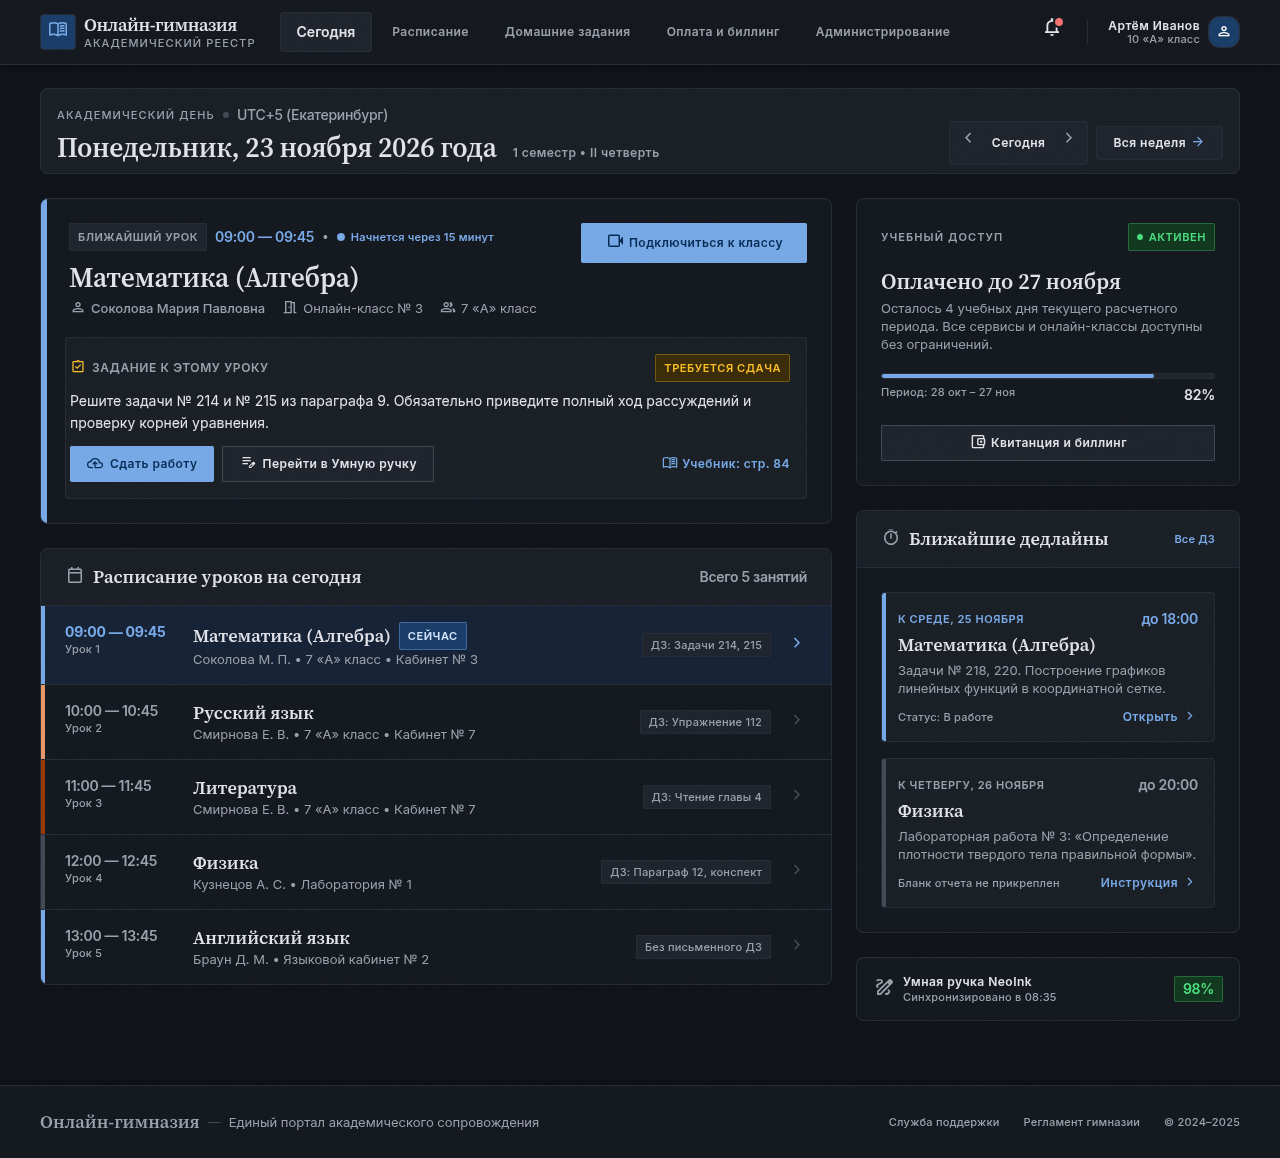 Онлайн-гимназия
АКАДЕМИЧЕСКИЙ РЕЕСТР
Сегодня
Расписание
Домашние задания
Оплата и биллинг
Администрирование
Артём Иванов
10 «А» класс
АКАДЕМИЧЕСКИЙ ДЕНЬ • UTC+5 (Екатеринбург)
Понедельник, 23 ноября 2026 года
1 семестр • II четверть
Сегодня
Вся неделя
БЛИЖАЙШИЙ УРОК 09:00 — 09:45 • Начнется через 15 минут
Подключиться к классу
Математика (Алгебра)
Соколова Мария Павловна Онлайн-класс № 3 7 «А» класс
ЗАДАНИЕ К ЭТОМУ УРОКУ
ТРЕБУЕТСЯ СДАЧА
Решите задачи № 214 и № 215 из параграфа 9. Обязательно приведите полный ход рассуждений и
проверку корней уравнения.
Сдать работу
Перейти в Умную ручку
Учебник: стр. 84
Расписание уроков на сегодня
Всего 5 занятий
09:00 — 09:45
Урок 1
Математика (Алгебра) СЕЙЧАС
Соколова М. П. • 7 «А» класс • Кабинет № 3
ДЗ: Задачи 214, 215
10:00 — 10:45
Урок 2
Русский язык
Смирнова Е. В. • 7 «А» класс • Кабинет № 7
ДЗ: Упражнение 112
11:00 — 11:45
Урок 3
Литература
Смирнова Е. В. • 7 «А» класс • Кабинет № 7
ДЗ: Чтение главы 4
12:00 — 12:45
Урок 4
Физика
Кузнецов А. С. • Лаборатория № 1
ДЗ: Параграф 12, конспект
13:00 — 13:45
Урок 5
Английский язык
Браун Д. М. • Языковой кабинет № 2
Без письменного ДЗ
УЧЕБНЫЙ ДОСТУП
АКТИВЕН
Оплачено до 27 ноября
Осталось 4 учебных дня текущего расчетного
периода. Все сервисы и онлайн-классы доступны
без ограничений.
Период: 28 окт – 27 ноя
82%
Квитанция и биллинг
Ближайшие дедлайны
Все ДЗ
К СРЕДЕ, 25 НОЯБРЯ
до 18:00
Математика (Алгебра)
Задачи № 218, 220. Построение графиков
линейных функций в координатной сетке.
Статус: В работе
Открыть
К ЧЕТВЕРГУ, 26 НОЯБРЯ
до 20:00
Физика
Лабораторная работа № 3: «Определение
плотности твердого тела правильной формы».
Бланк отчета не прикреплен
Инструкция
Умная ручка NeoInk
Синхронизировано в 08:35
98%
Онлайн-гимназия — Единый портал академического сопровождения
Служба поддержки
Регламент гимназии
© 2024–2025